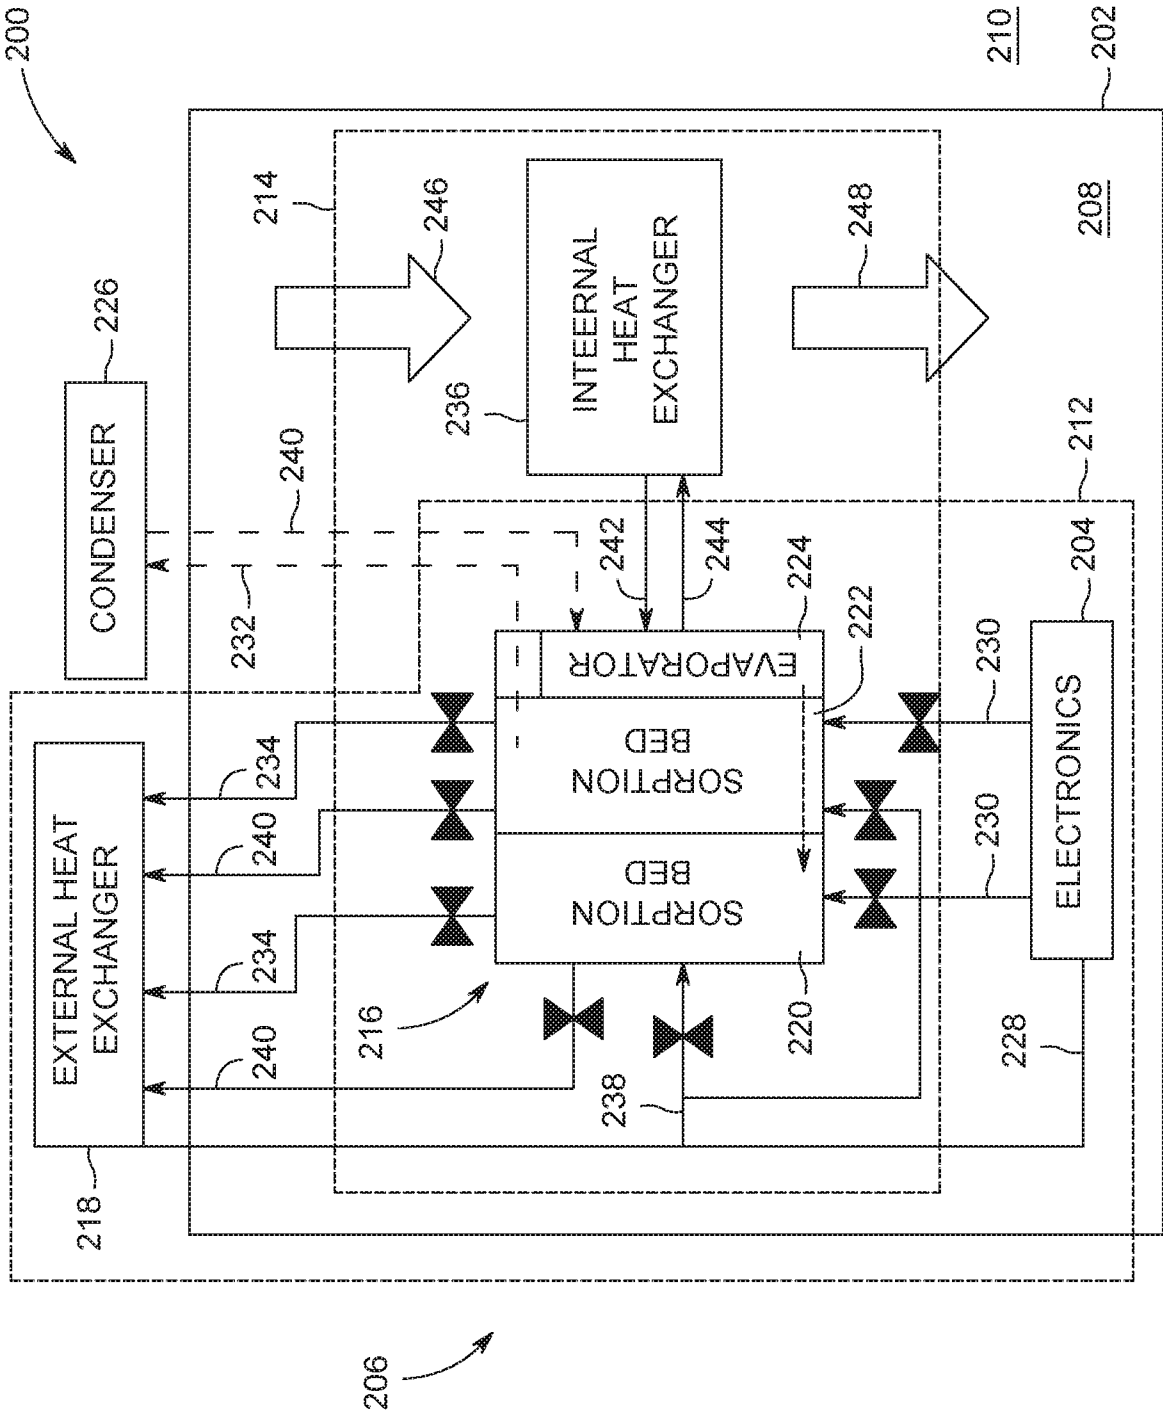 200
210
202
214
246
208
248
226
CONDENSER
240
232
236
INTEERNAL
HEAT
EXCHANGER
212
242
244
224
204
EVAPORATOR
222
230
ELECTRONICS
SORPTION
BED
234
240
EXTERNAL HEAT
EXCHANGER
SORPTION
BED
230
234
240
216
220
228
238
218
206